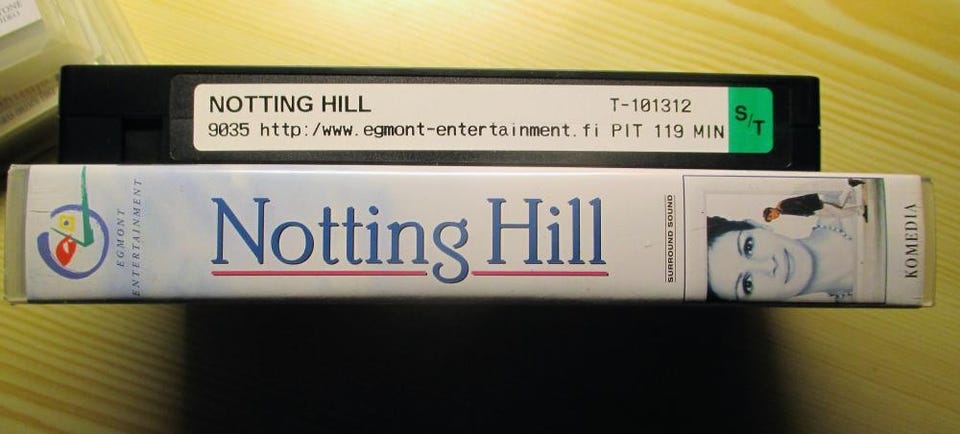 NOTTING HILL T-101312
9035 http:/www.egmont-entertainment.fi PIT 119 MIN
S/T
EGMONT
ENTERTAINMENT
Notting Hill
SURROUND SOUND
KOMEDIA